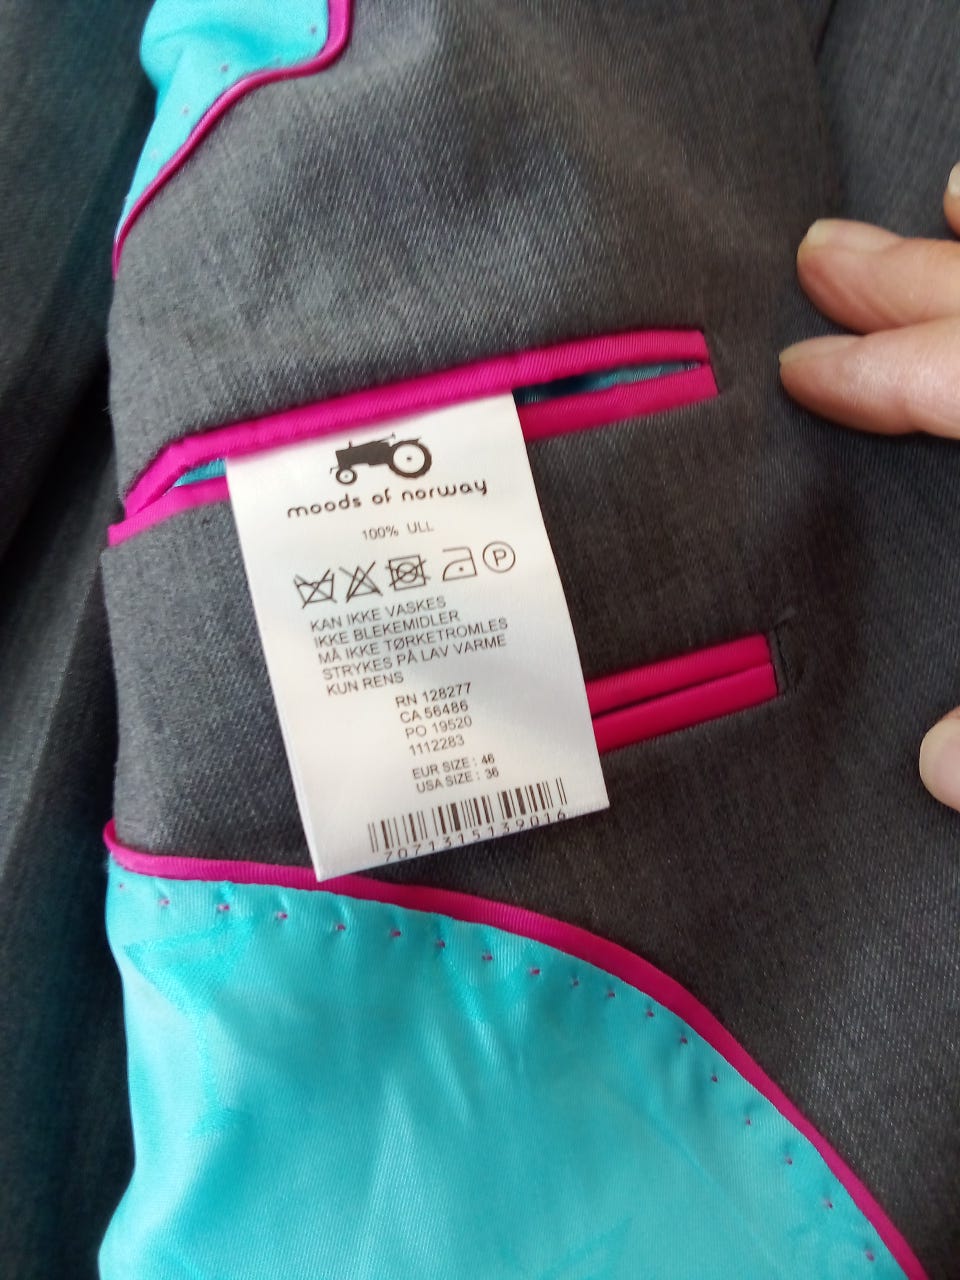 moods of norway
100% ULL
P
KAN IKKE VASKES
IKKE BLEKEMIDLER
MÅ IKKE TØRKETROMLES
STRYKES PÅ LAV VARME
KUN RENS
RN 128277
CA 56486
PO 19520
1112283
EUR SIZE : 46
USA SIZE : 36
7071315139016